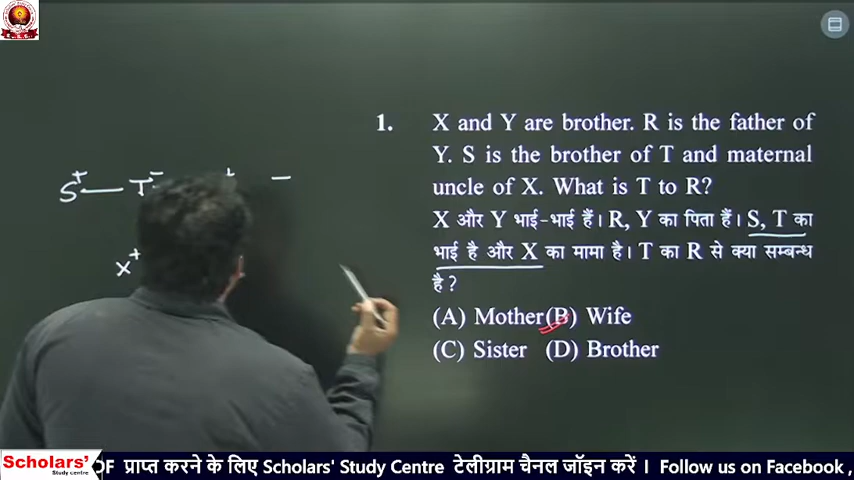 1. X and Y are brother. R is the father of
Y. S is the brother of T and maternal
uncle of X. What is T to R?
X और Y भाई-भाई हैं। R, Y का पिता हैं। S, T का
भाई है और X का मामा है। T का R से क्या सम्बन्ध
है?
(A) Mother (B) Wife
(C) Sister (D) Brother
S+ — T−
X+
Scholars'
Study centre
प्राप्त करने के लिए Scholars' Study Centre टेलीग्राम चैनल जॉइन करें । Follow us on Facebook ,